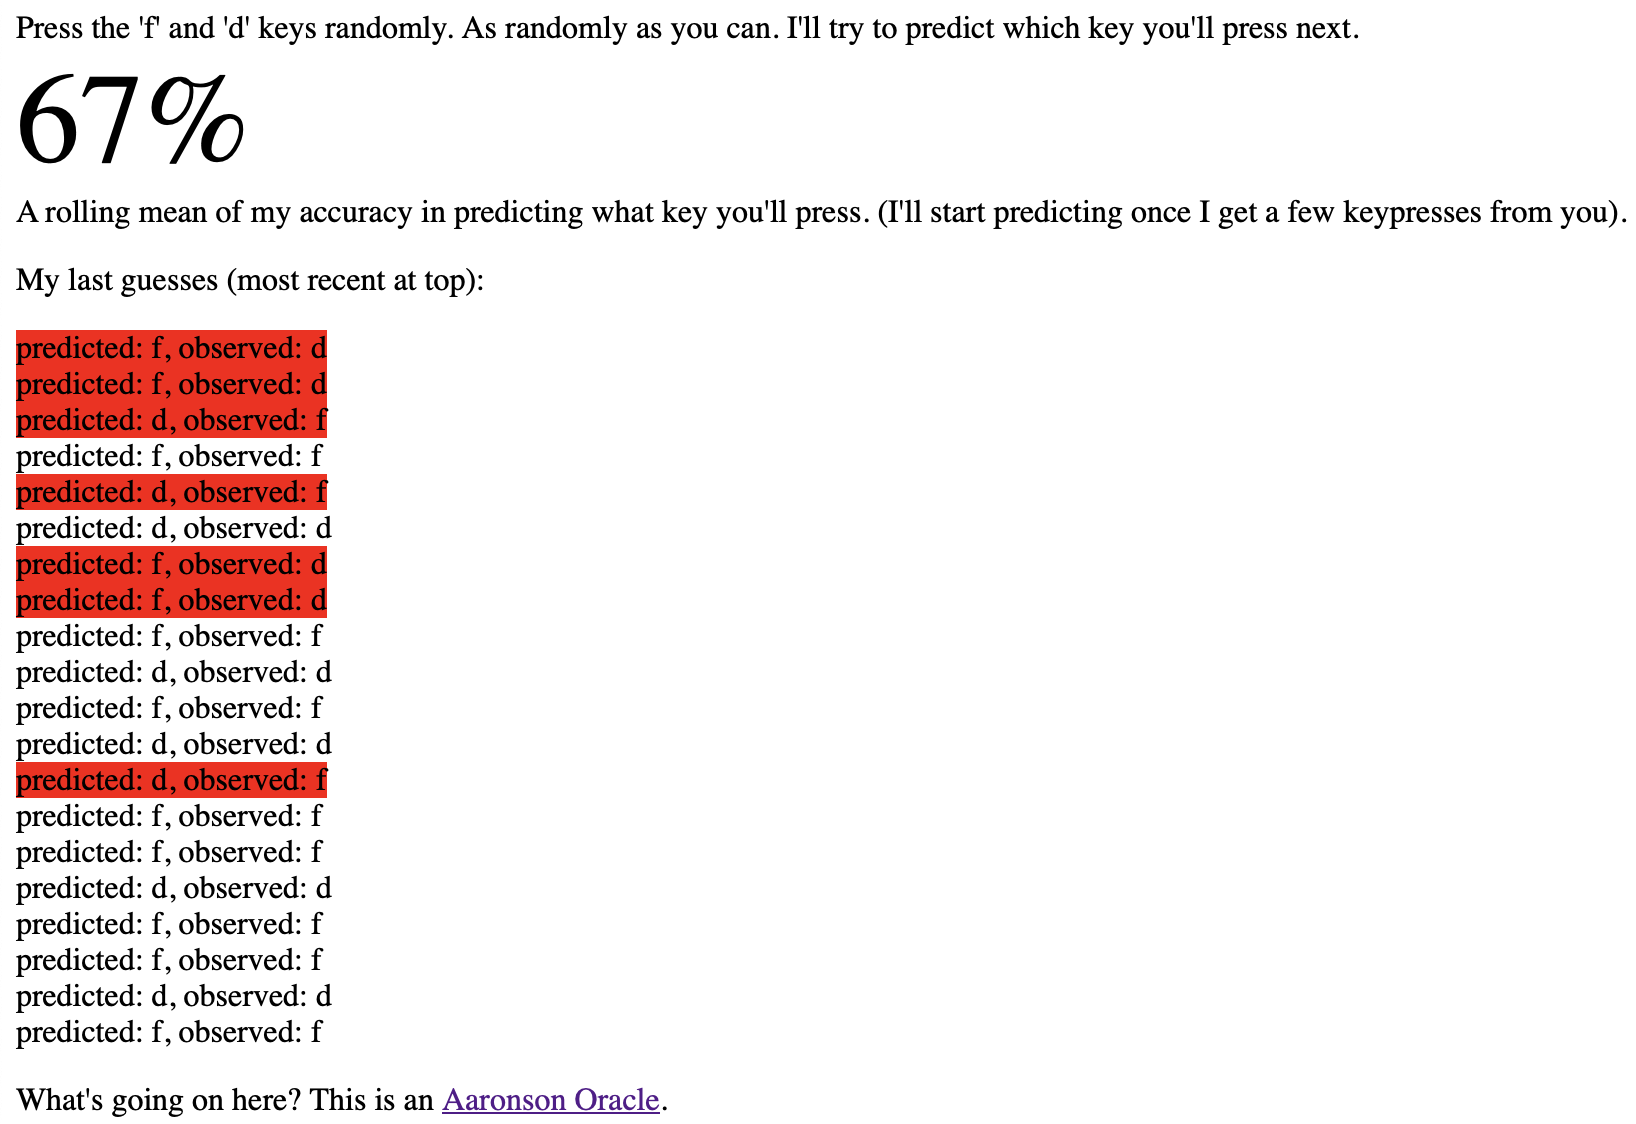 Press the 'f' and 'd' keys randomly. As randomly as you can. I'll try to predict which key you'll press next.
67%
A rolling mean of my accuracy in predicting what key you'll press. (I'll start predicting once I get a few keypresses from you).
My last guesses (most recent at top):
predicted: f, observed: d
predicted: f, observed: d
predicted: d, observed: f
predicted: f, observed: f
predicted: d, observed: f
predicted: d, observed: d
predicted: f, observed: d
predicted: f, observed: d
predicted: f, observed: f
predicted: d, observed: d
predicted: f, observed: f
predicted: d, observed: d
predicted: d, observed: f
predicted: f, observed: f
predicted: f, observed: f
predicted: d, observed: d
predicted: f, observed: f
predicted: f, observed: f
predicted: d, observed: d
predicted: f, observed: f
What's going on here? This is an Aaronson Oracle.